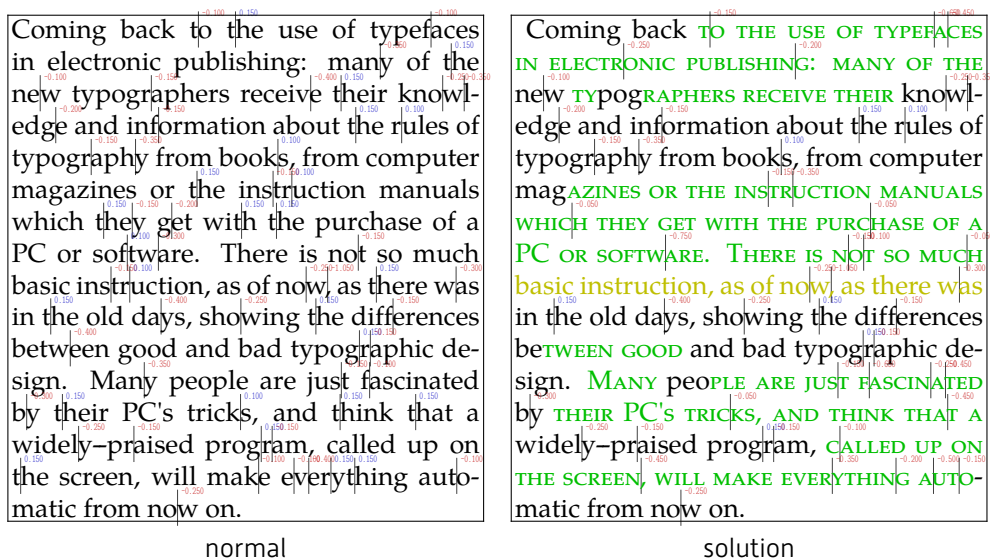 Coming back to the use of typefaces
in electronic publishing: many of the
new typographers receive their knowl-
edge and information about the rules of
typography from books, from computer
magazines or the instruction manuals
which they get with the purchase of a
PC or software. There is not so much
basic instruction, as of now, as there was
in the old days, showing the differences
between good and bad typographic de-
sign. Many people are just fascinated
by their PC's tricks, and think that a
widely–praised program, called up on
the screen, will make everything auto-
matic from now on.
normal
Coming back TO THE USE OF TYPEFACES
IN ELECTRONIC PUBLISHING: MANY OF THE
new TYpogRAPHERS RECEIVE THEIR knowl-
edge and information about the rules of
typography from books, from computer
magAZINES OR THE INSTRUCTION MANUALS
WHICH THEY GET WITH THE PURCHASE OF A
PC OR SOFTWARE. THERE IS NOT SO MUCH
basic instruction, as of now, as there was
in the old days, showing the differences
beTWEEN GOOD and bad typographic de-
sign. MANY peoPLE ARE JUST FASCINATED
by THEIR PC'S TRICKS, AND THINK THAT A
widely–praised program, CALLED UP ON
THE SCREEN, WILL MAKE EVERYTHING AUTO-
matic from now on.
solution